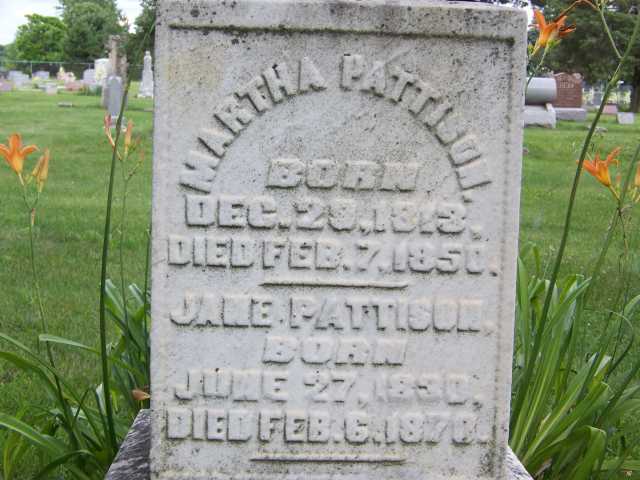 MARTHA PATTISON.
BORN
DEC. 29, 1813.
DIED FEB. 7, 1850.
JANE. PATTISON.
BORN
JUNE 27, 1830,
DIED FEB. 6. 1870.